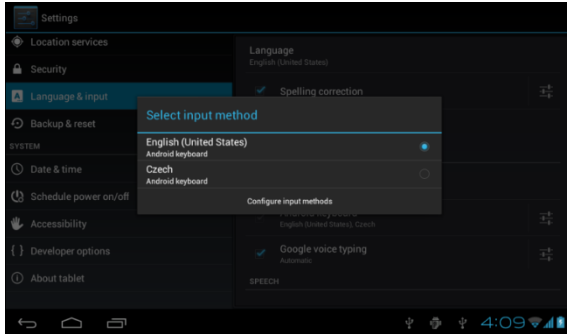 Settings
Location services
Security
Language & input
Backup & reset
SYSTEM
Date & time
Schedule power on/off
Accessibility
Developer options
About tablet
Language
English (United States)
Spelling correction
Select input method
English (United States)
Android keyboard
Czech
Android keyboard
Configure input methods
Android keyboard
English (United States), Czech
Google voice typing
Automatic
SPEECH
4:09